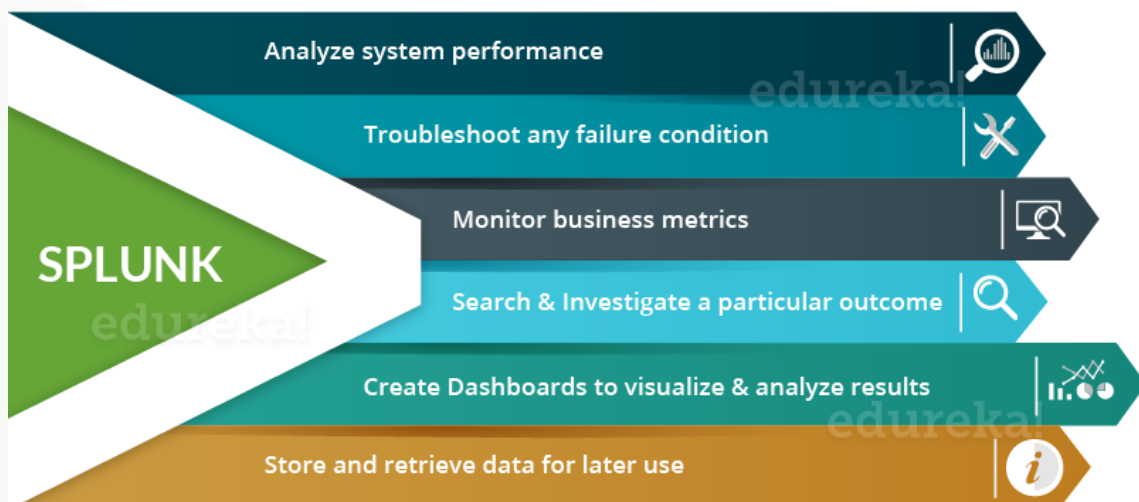 Analyze system performance
edureka!
Troubleshoot any failure condition
Monitor business metrics
SPLUNK
Search & Investigate a particular outcome
edureka!
Create Dashboards to visualize & analyze results
edureka!
Store and retrieve data for later use
i